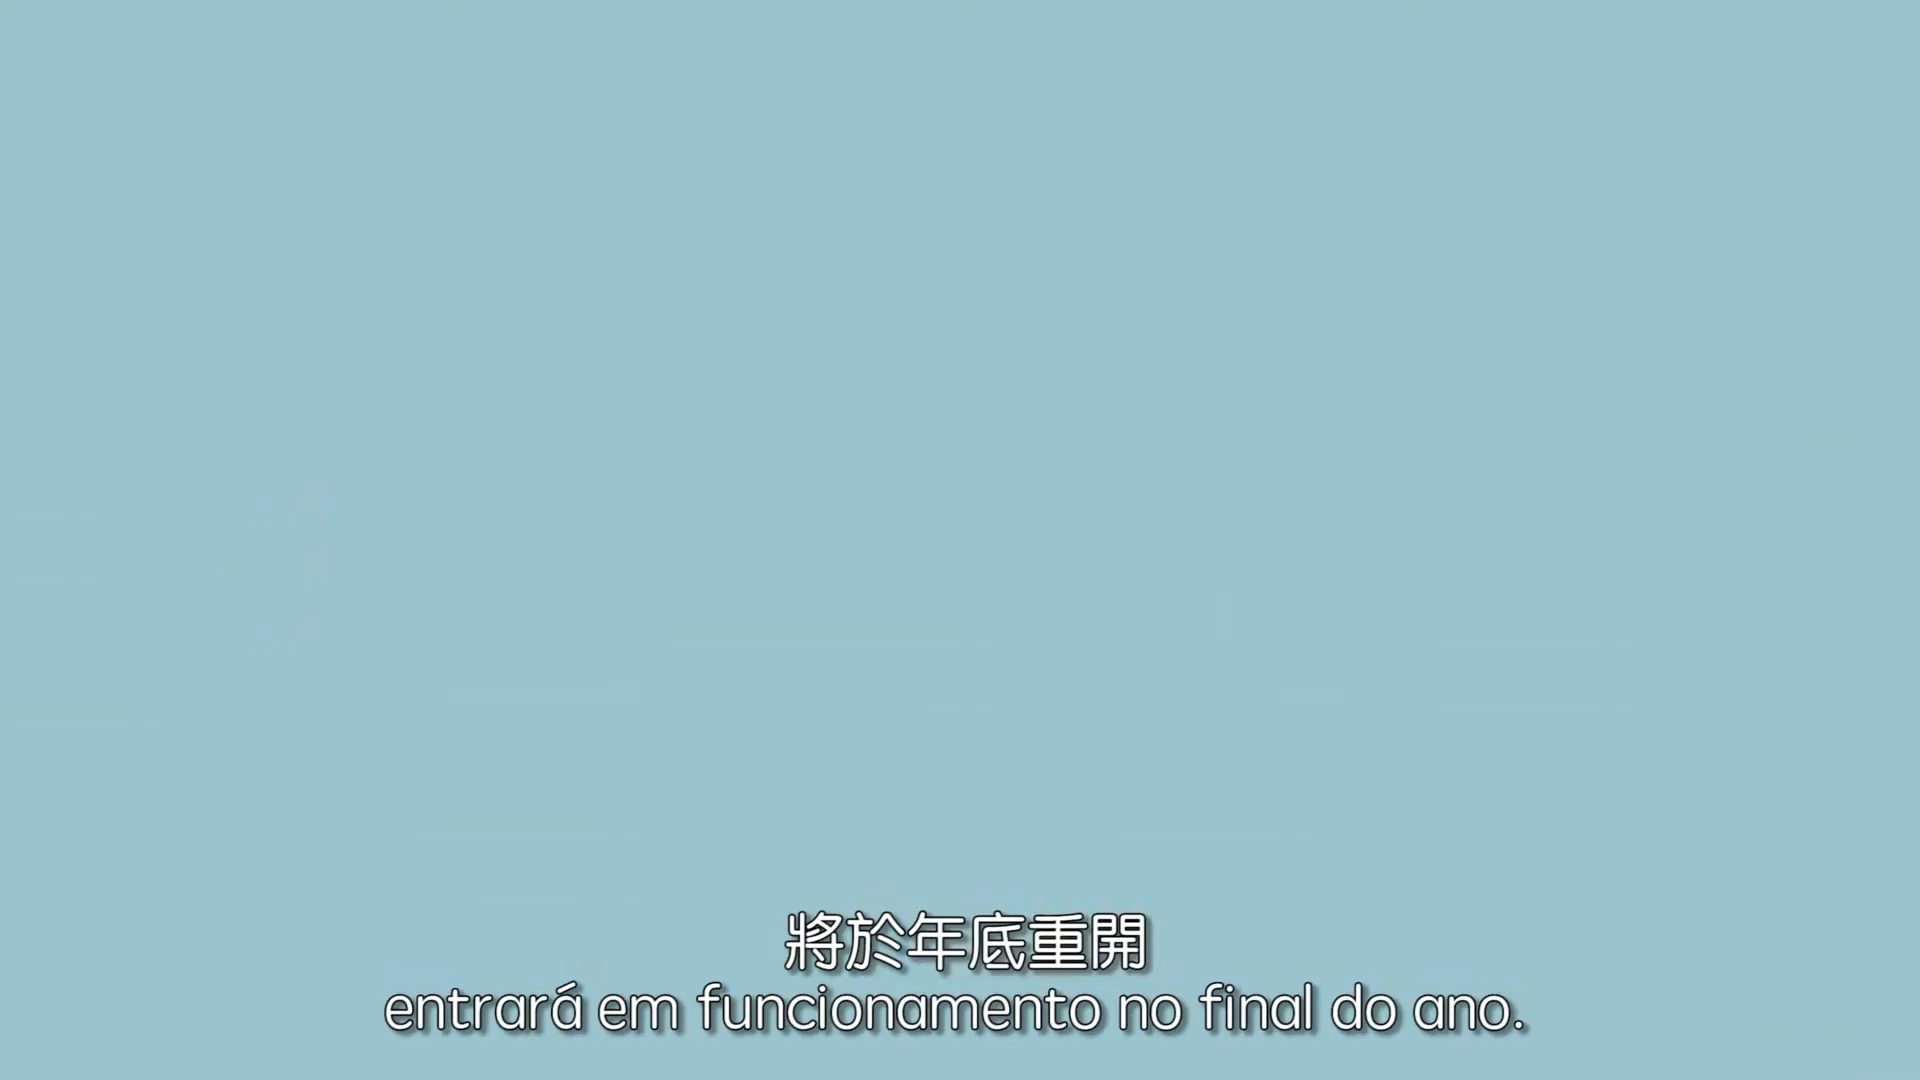 將於年底重開
entrará em funcionamento no final do ano.